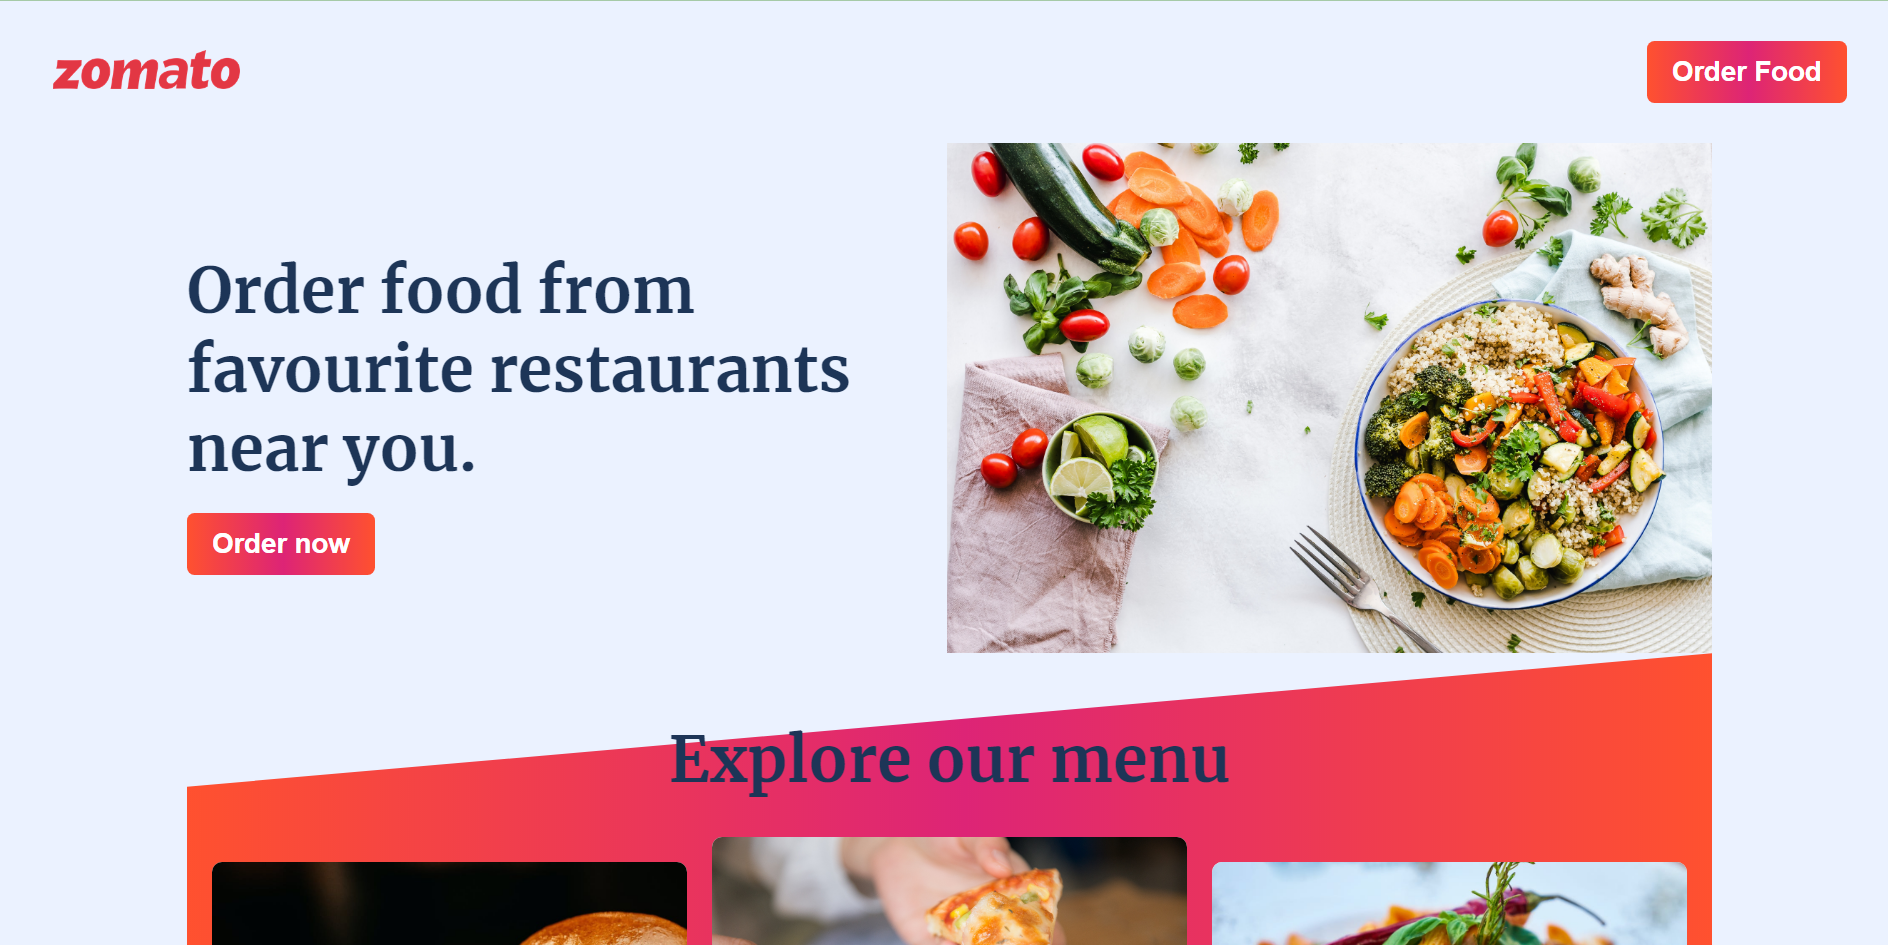 zomato
Order Food
Order food from
favourite restaurants
near you.
Order now
Explore our menu